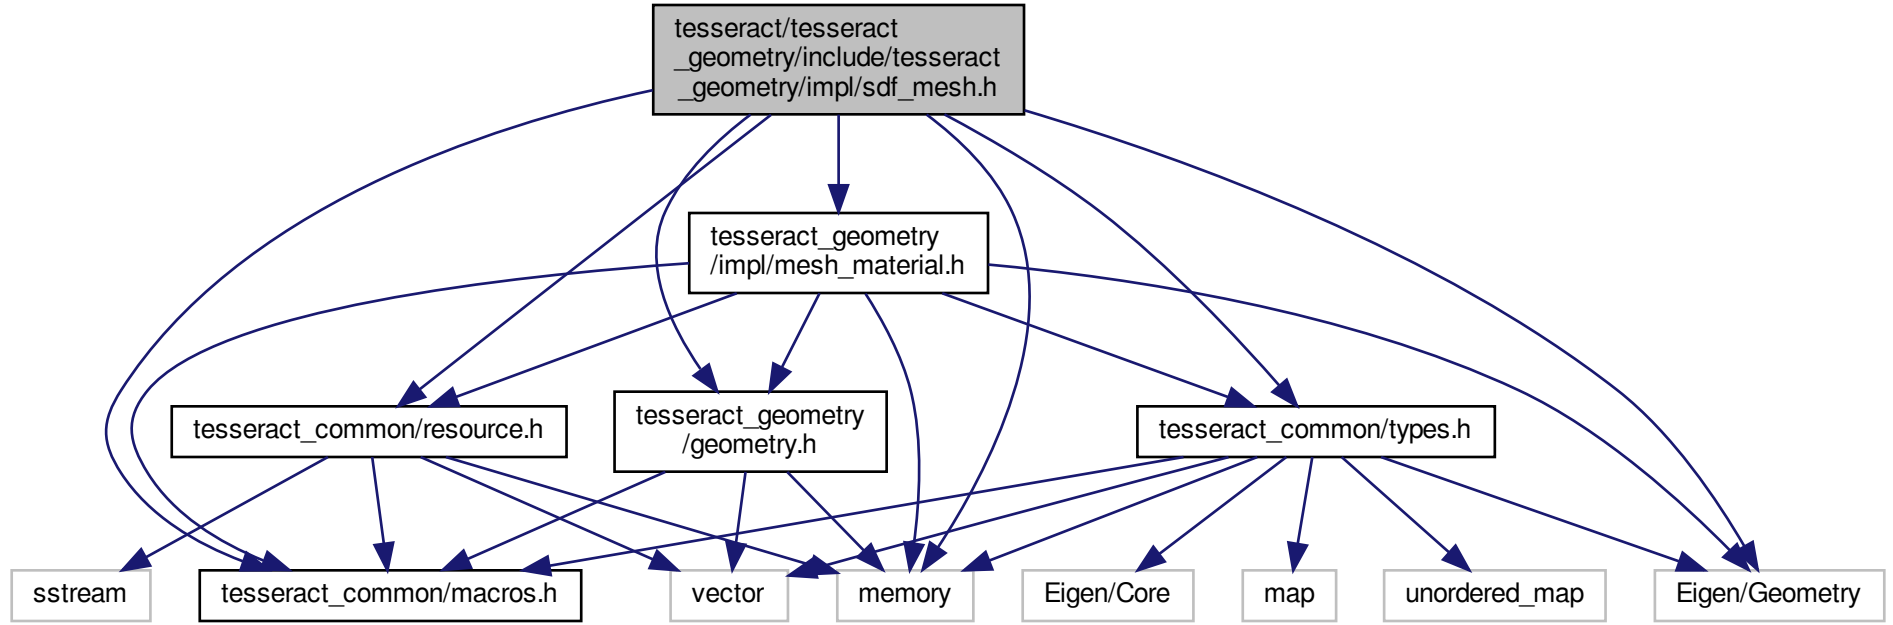 tesseract/tesseract
_geometry/include/tesseract
_geometry/impl/sdf_mesh.h
tesseract_geometry
/impl/mesh_material.h
tesseract_common/resource.h
tesseract_geometry
/geometry.h
tesseract_common/types.h
sstream
tesseract_common/macros.h
vector
memory
Eigen/Core
map
unordered_map
Eigen/Geometry